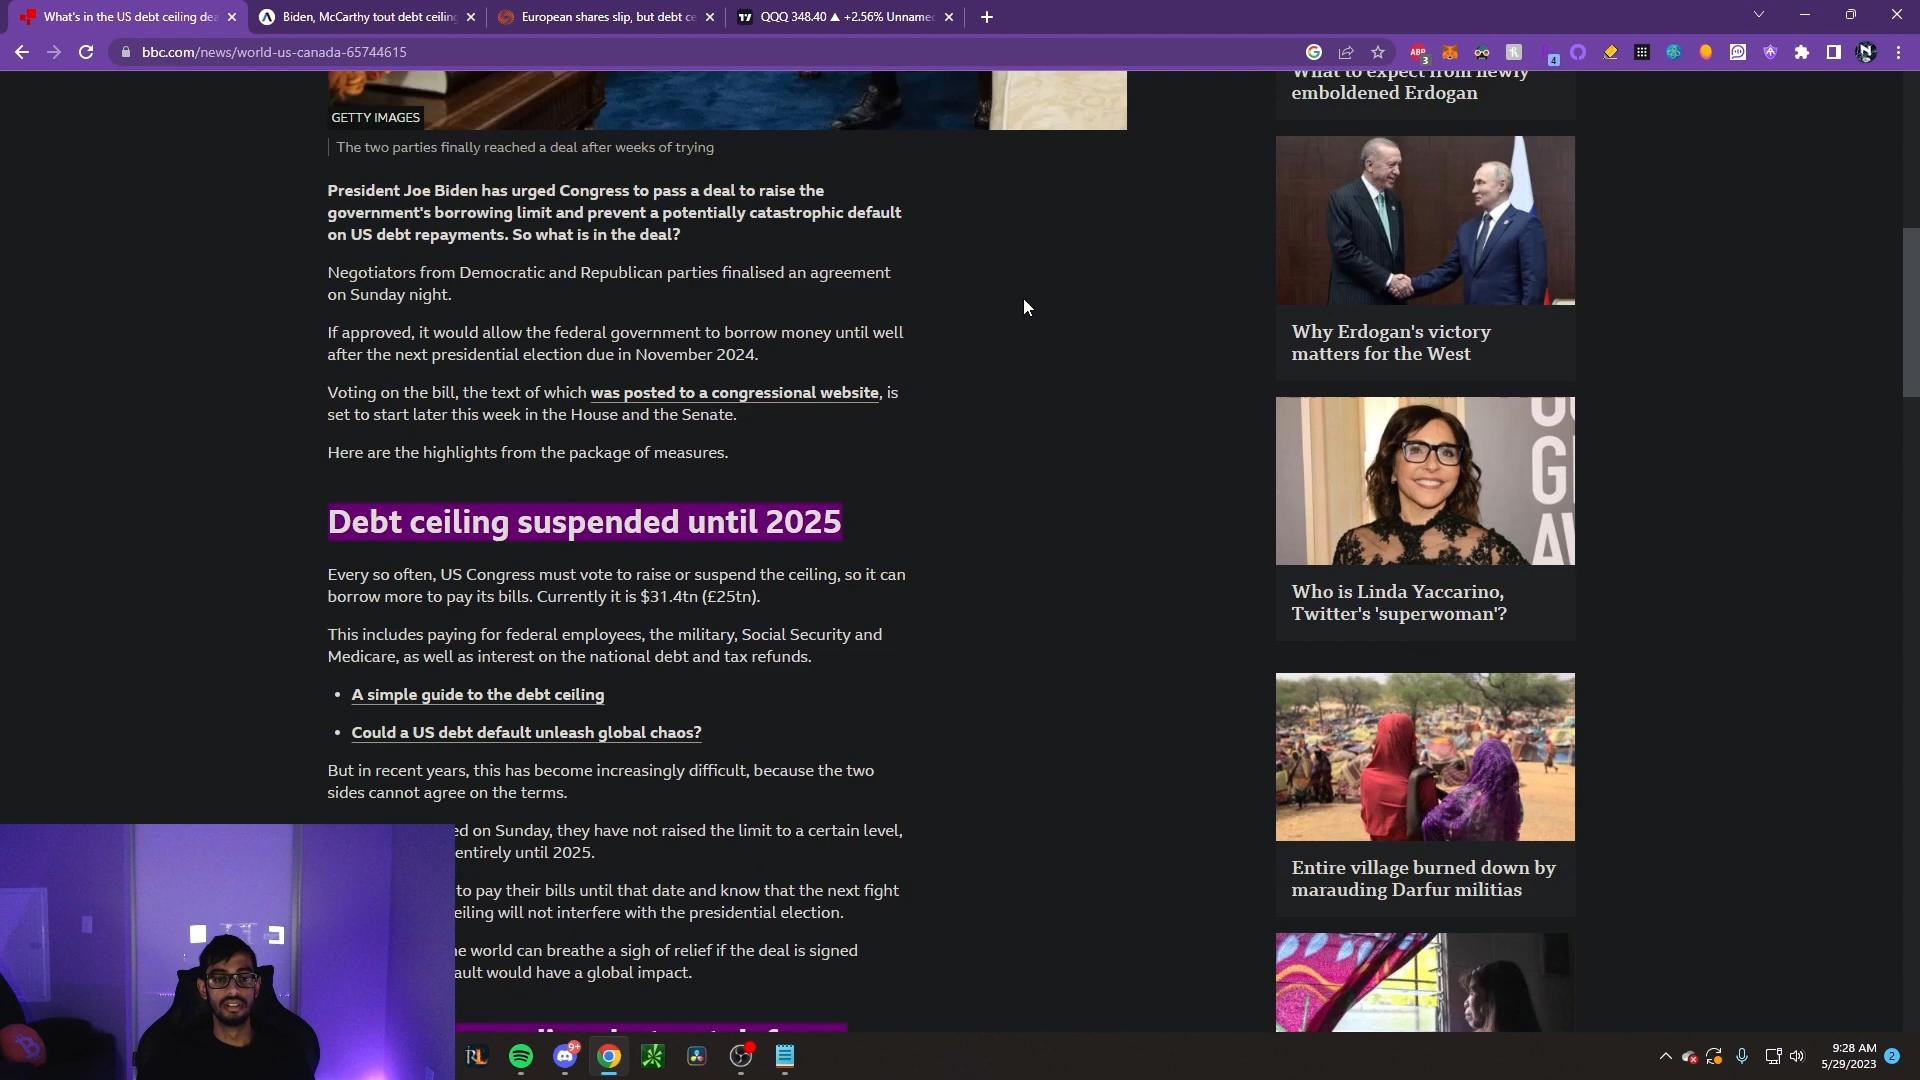 What's in the US debt ceiling dea
Biden, McCarthy tout debt ceiling
European shares slip, but debt ce
QQQ 348.40 ▲ +2.56% Unname
bbc.com/news/world-us-canada-65744615
GETTY IMAGES
The two parties finally reached a deal after weeks of trying
President Joe Biden has urged Congress to pass a deal to raise the
government's borrowing limit and prevent a potentially catastrophic default
on US debt repayments. So what is in the deal?
Negotiators from Democratic and Republican parties finalised an agreement
on Sunday night.
If approved, it would allow the federal government to borrow money until well
after the next presidential election due in November 2024.
Voting on the bill, the text of which was posted to a congressional website, is
set to start later this week in the House and the Senate.
Here are the highlights from the package of measures.
Debt ceiling suspended until 2025
Every so often, US Congress must vote to raise or suspend the ceiling, so it can
borrow more to pay its bills. Currently it is $31.4tn (£25tn).
This includes paying for federal employees, the military, Social Security and
Medicare, as well as interest on the national debt and tax refunds.
• A simple guide to the debt ceiling
• Could a US debt default unleash global chaos?
But in recent years, this has become increasingly difficult, because the two
sides cannot agree on the terms.
ed on Sunday, they have not raised the limit to a certain level,
entirely until 2025.
to pay their bills until that date and know that the next fight
eiling will not interfere with the presidential election.
he world can breathe a sigh of relief if the deal is signed
ault would have a global impact.
What to expect from newly
emboldened Erdogan
Why Erdogan's victory
matters for the West
Who is Linda Yaccarino,
Twitter's 'superwoman'?
Entire village burned down by
marauding Darfur militias
9:28 AM
5/29/2023